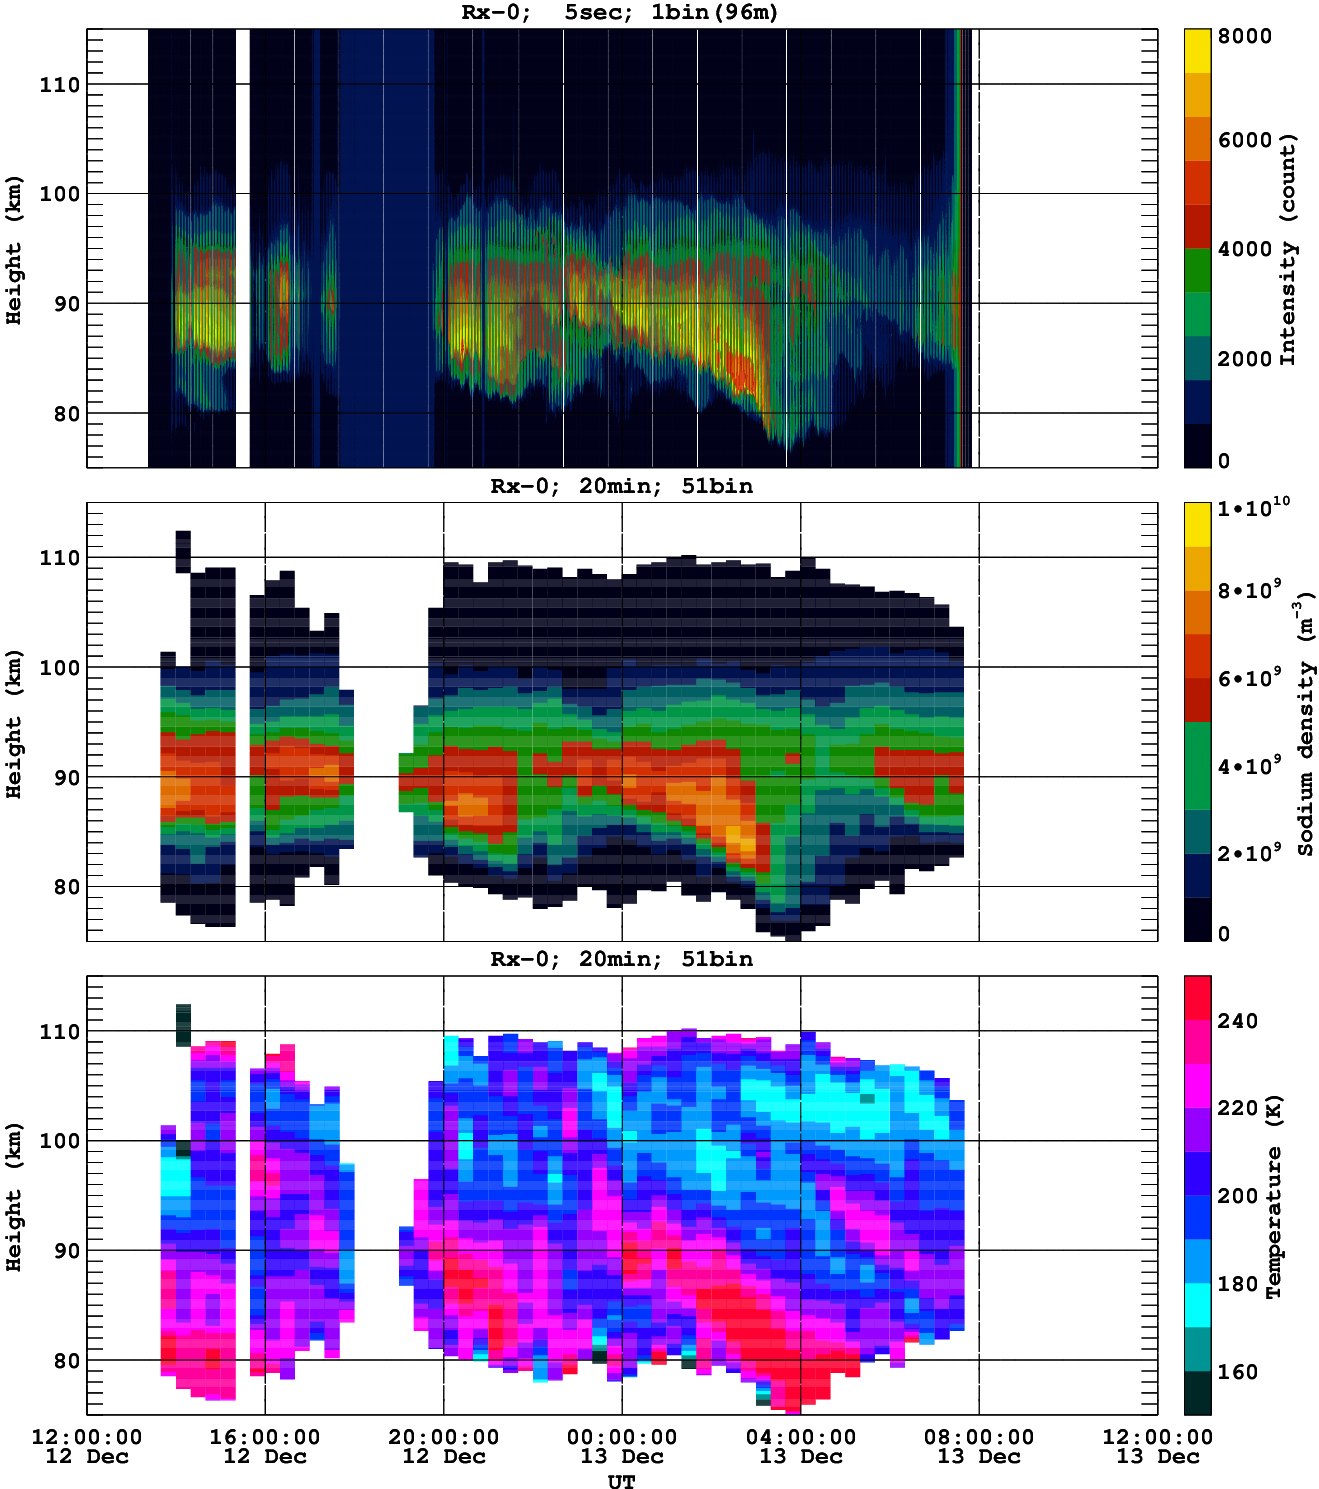 Rx-0;  5sec; 1bin(96m)
110
100
90
80
Height (km)
8000
6000
4000
2000
0
Intensity (count)
Rx-0; 20min; 51bin
110
100
90
80
Height (km)
1•10¹⁰
8•10⁹
6•10⁹
4•10⁹
2•10⁹
0
Sodium density (m⁻³)
Rx-0; 20min; 51bin
110
100
90
80
Height (km)
240
220
200
180
160
Temperature (K)
12:00:00 16:00:00 20:00:00 00:00:00 04:00:00 08:00:00 12:00:00
12 Dec 12 Dec 12 Dec 13 Dec 13 Dec 13 Dec 13 Dec
UT